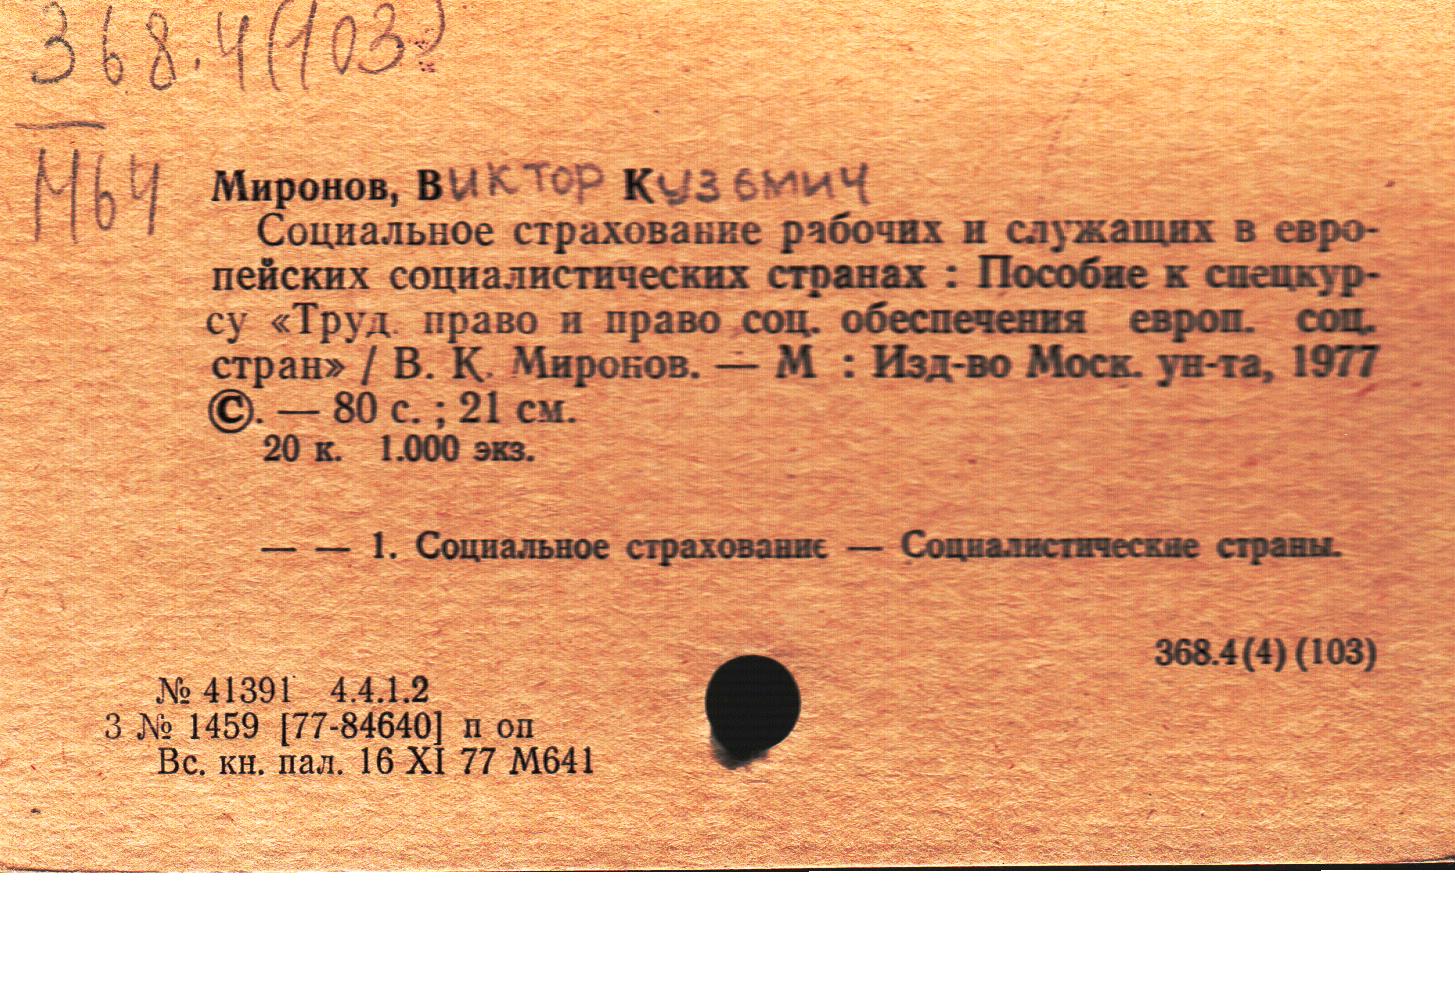 368.4(103)
М64
Миронов, Виктор Кузьмич
Социальное страхование рабочих и служащих в евро-
пейских социалистических странах : Пособие к спецкур-
су «Труд. право и право соц. обеспечения европ. соц.
стран» / В. К. Миронов. — М : Изд-во Моск. ун-та, 1977
©. — 80 с. ; 21 см.
20 к. 1.000 экз.
— — 1. Социальное страхование — Социалистические страны.
368.4(4)(103)
№ 41391 4.4.1.2
3 № 1459 [77-84640] п оп
Вс. кн. пал. 16 XI 77 М641